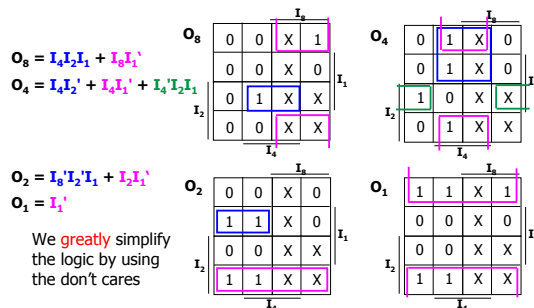 O₈ = I₄I₂I₁ + I₈I₁‵
O₄ = I₄I₂' + I₄I₁' + I₄'I₂I₁
I₈
O₈
0 0 X 1
0 0 X 0
0 1 X X
0 0 X X
I₁
I₂
I₄
I₈
O₄
0 1 X 0
0 1 X 0
1 0 X X
0 1 X X
I
I₂
I₄
O₂ = I₈'I₂'I₁ + I₂I₁‵
O₁ = I₁'
We greatly simplify
the logic by using
the don't cares
I₈
O₂
0 0 X 0
1 1 X 0
0 0 X X
1 1 X X
I₁
I₂
I₄
I₈
O₁
1 1 X 1
0 0 X 0
0 0 X X
1 1 X X
I
I₂
I₄